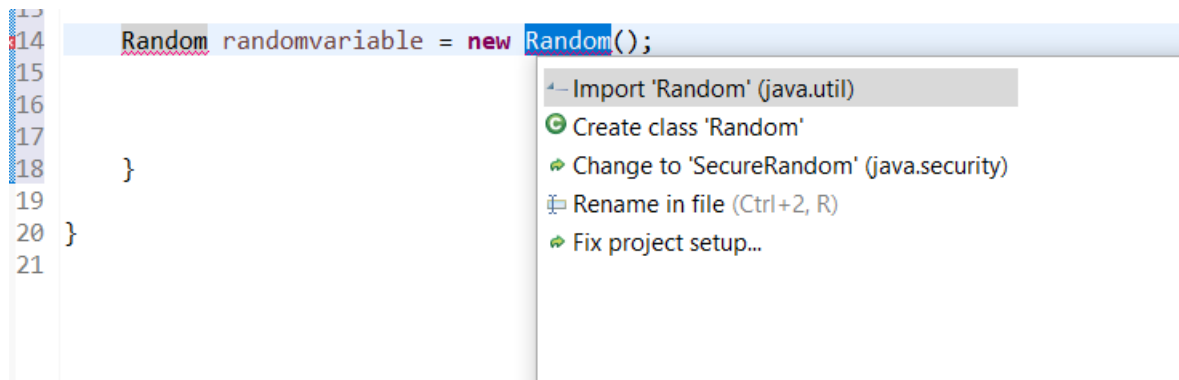 14 Random randomvariable = new Random();
15
16
17
18 }
19
20 }
21
Import 'Random' (java.util)
Create class 'Random'
Change to 'SecureRandom' (java.security)
Rename in file (Ctrl+2, R)
Fix project setup...